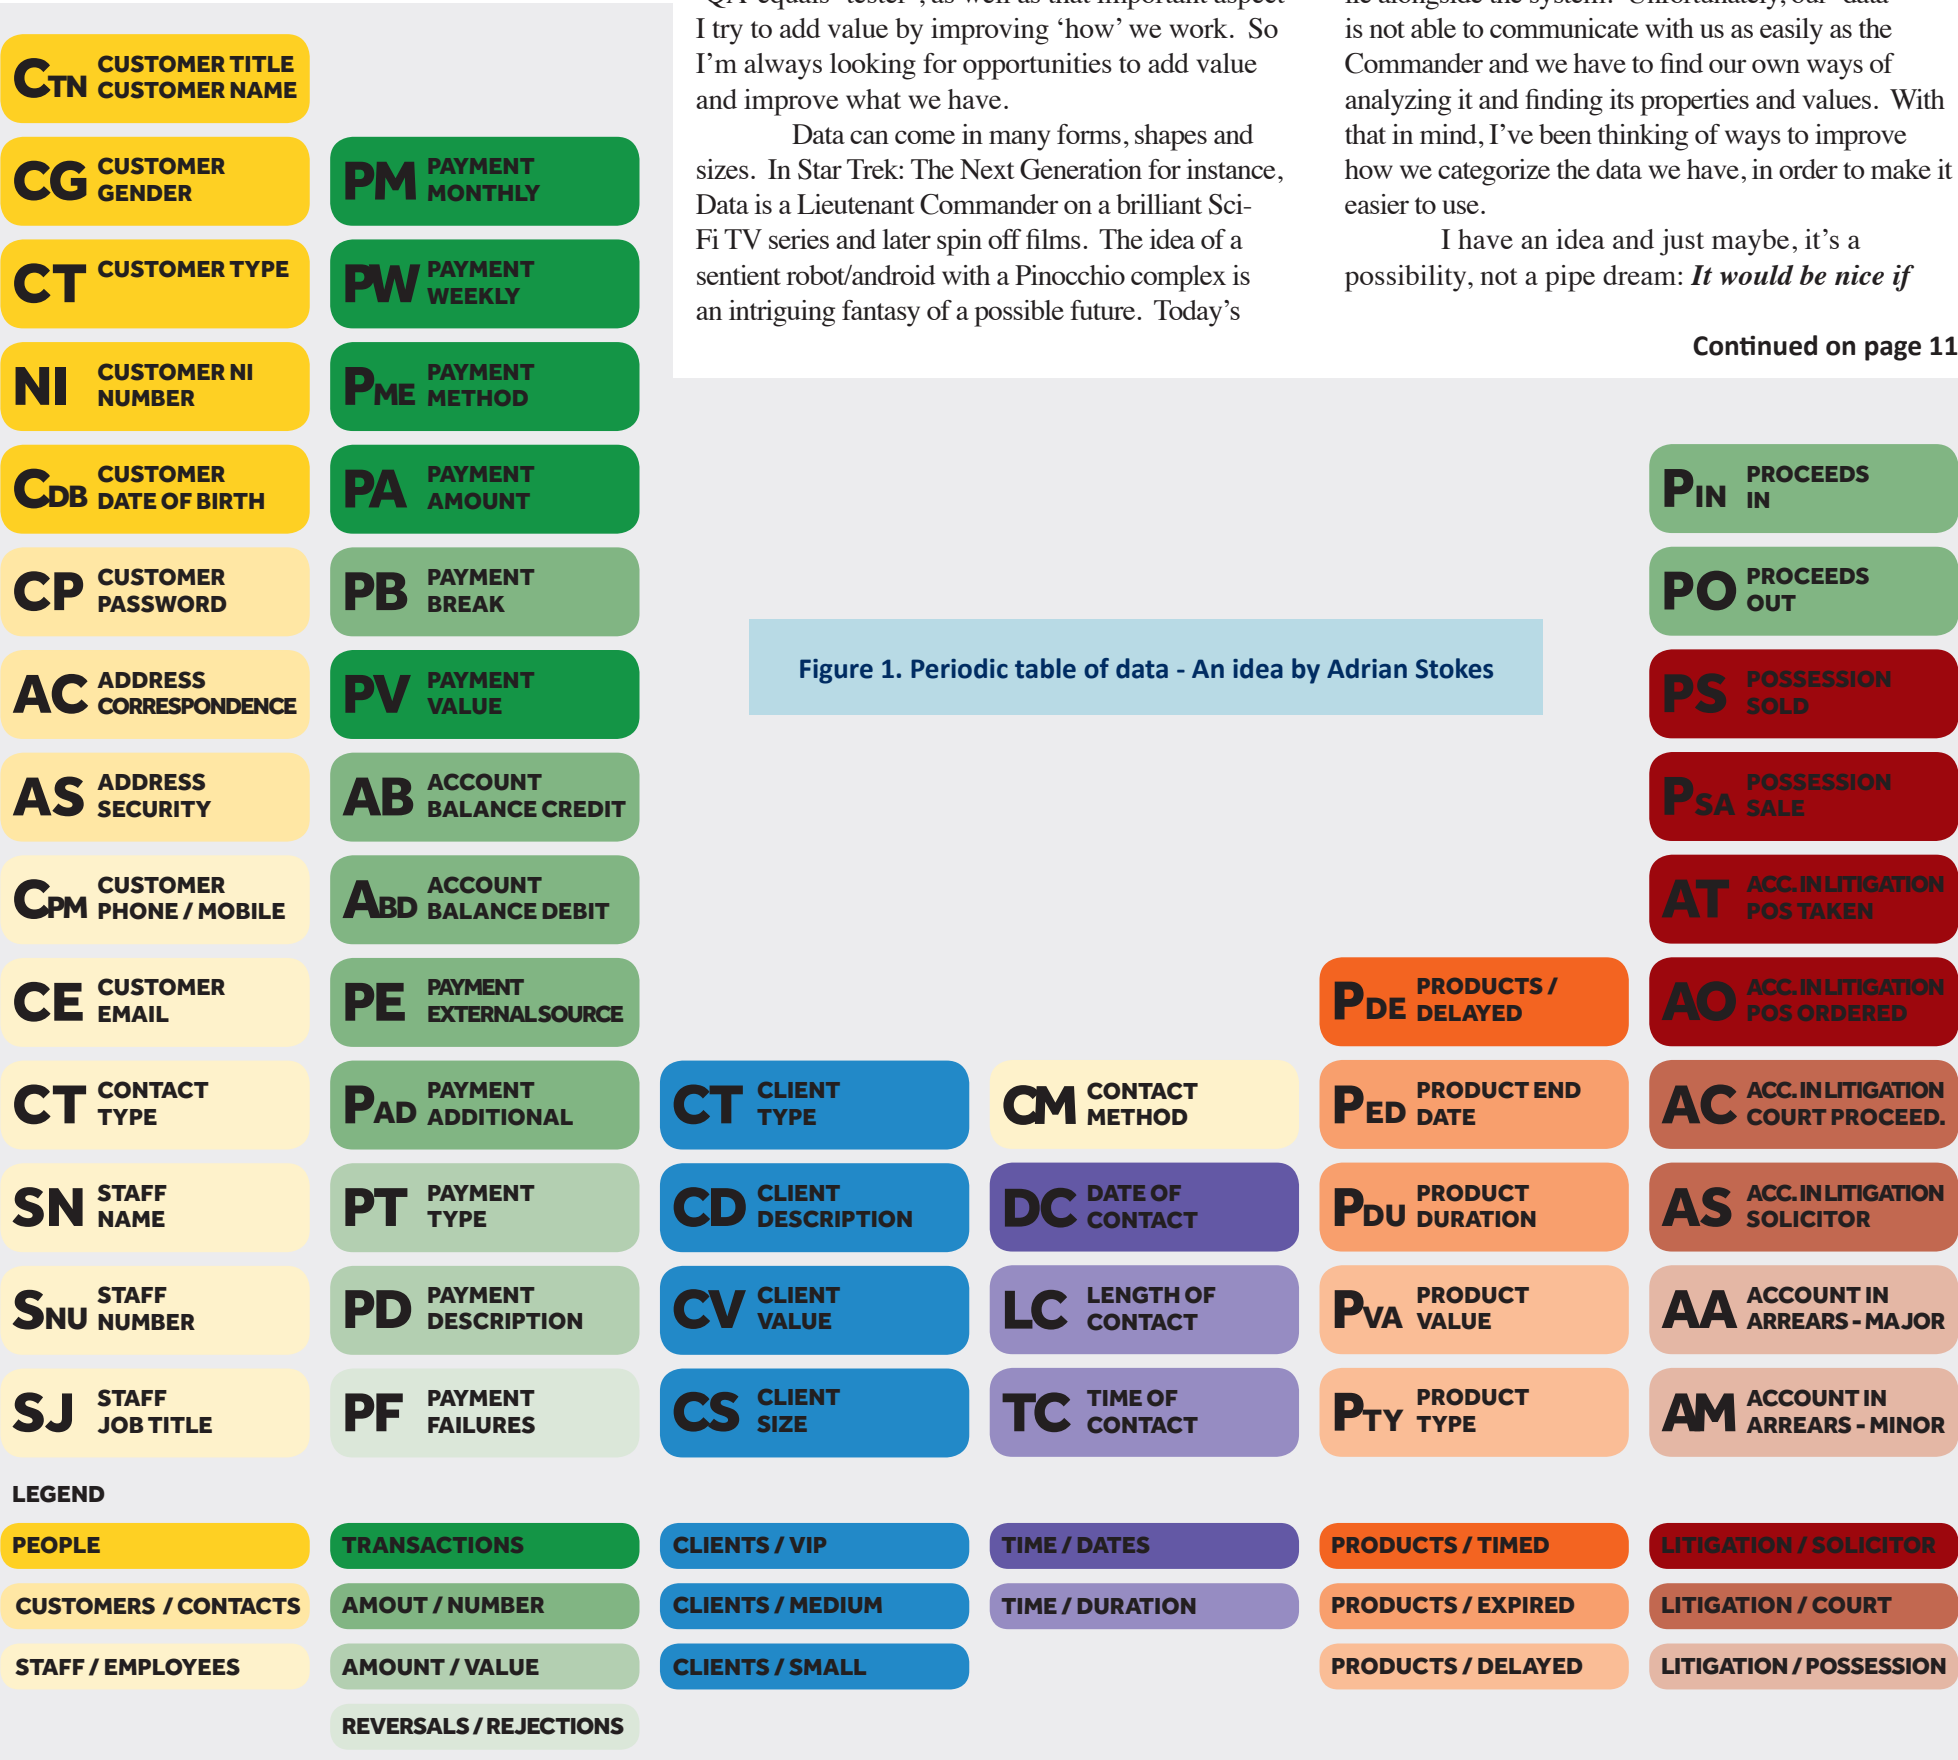 I try to add value by improving ‘how’ we work. So
I’m always looking for opportunities to add value
and improve what we have.
Data can come in many forms, shapes and
sizes. In Star Trek: The Next Generation for instance,
Data is a Lieutenant Commander on a brilliant Sci-
Fi TV series and later spin off films. The idea of a
sentient robot/android with a Pinocchio complex is
an intriguing fantasy of a possible future. Today’s
is not able to communicate with us as easily as the
Commander and we have to find our own ways of
analyzing it and finding its properties and values. With
that in mind, I’ve been thinking of ways to improve
how we categorize the data we have, in order to make it
easier to use.
I have an idea and just maybe, it’s a
possibility, not a pipe dream: It would be nice if
Continued on page 11
CTN CUSTOMER TITLE
CUSTOMER NAME
CG CUSTOMER
GENDER
CT CUSTOMER TYPE
NI CUSTOMER NI
NUMBER
CDB CUSTOMER
DATE OF BIRTH
CP CUSTOMER
PASSWORD
AC ADDRESS
CORRESPONDENCE
AS ADDRESS
SECURITY
CPM CUSTOMER
PHONE / MOBILE
CE CUSTOMER
EMAIL
CT CONTACT
TYPE
SN STAFF
NAME
SNU STAFF
NUMBER
SJ STAFF
JOB TITLE
PM PAYMENT
MONTHLY
PW PAYMENT
WEEKLY
PME PAYMENT
METHOD
PA PAYMENT
AMOUNT
PB PAYMENT
BREAK
PV PAYMENT
VALUE
AB ACCOUNT
BALANCE CREDIT
ABD ACCOUNT
BALANCE DEBIT
PE PAYMENT
EXTERNAL SOURCE
PAD PAYMENT
ADDITIONAL
PT PAYMENT
TYPE
PD PAYMENT
DESCRIPTION
PF PAYMENT
FAILURES
Figure 1. Periodic table of data - An idea by Adrian Stokes
CT CLIENT
TYPE
CD CLIENT
DESCRIPTION
CV CLIENT
VALUE
CS CLIENT
SIZE
CM CONTACT
METHOD
DC DATE OF
CONTACT
LC LENGTH OF
CONTACT
TC TIME OF
CONTACT
PDE PRODUCTS /
DELAYED
PED PRODUCT END
DATE
PDU PRODUCT
DURATION
PVA PRODUCT
VALUE
PTY PRODUCT
TYPE
PIN PROCEEDS
IN
PO PROCEEDS
OUT
PS POSSESSION
SOLD
PSA POSSESSION
SALE
AT ACC. IN LITIGATION
POS TAKEN
AO ACC. IN LITIGATION
POS ORDERED
AC ACC. IN LITIGATION
COURT PROCEED.
AS ACC. IN LITIGATION
SOLICITOR
AA ACCOUNT IN
ARREARS - MAJOR
AM ACCOUNT IN
ARREARS - MINOR
LEGEND
PEOPLE
CUSTOMERS / CONTACTS
STAFF / EMPLOYEES
TRANSACTIONS
AMOUT / NUMBER
AMOUNT / VALUE
REVERSALS / REJECTIONS
CLIENTS / VIP
CLIENTS / MEDIUM
CLIENTS / SMALL
TIME / DATES
TIME / DURATION
PRODUCTS / TIMED
PRODUCTS / EXPIRED
PRODUCTS / DELAYED
LITIGATION / SOLICITOR
LITIGATION / COURT
LITIGATION / POSSESSION